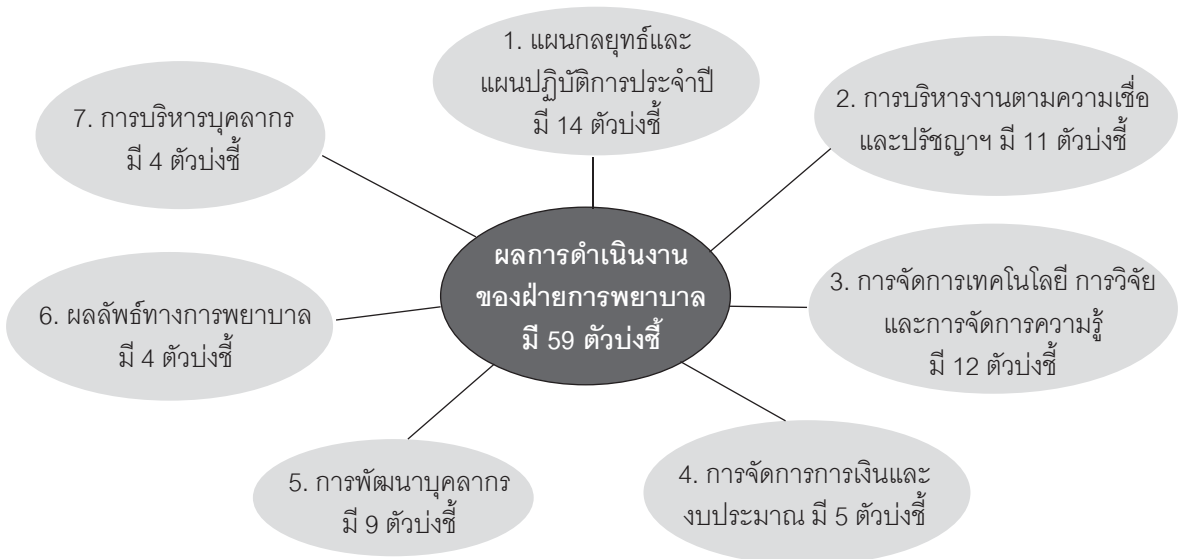 1. แผนกลยุทธ์และ
แผนปฏิบัติการประจำปี
มี 14 ตัวบ่งชี้
2. การบริหารงานตามความเชื่อ
และปรัชญาฯ มี 11 ตัวบ่งชี้
3. การจัดการเทคโนโลยี การวิจัย
และการจัดการความรู้
มี 12 ตัวบ่งชี้
4. การจัดการการเงินและ
งบประมาณ มี 5 ตัวบ่งชี้
5. การพัฒนาบุคลากร
มี 9 ตัวบ่งชี้
6. ผลลัพธ์ทางการพยาบาล
มี 4 ตัวบ่งชี้
7. การบริหารบุคลากร
มี 4 ตัวบ่งชี้
ผลการดำเนินงาน
ของฝ่ายการพยาบาล
มี 59 ตัวบ่งชี้